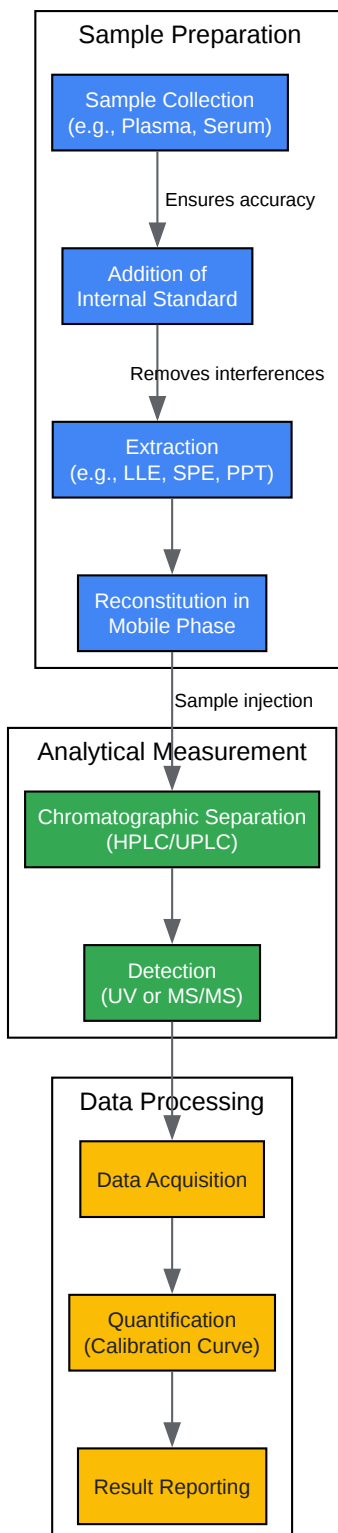 Sample Preparation
Sample Collection
(e.g., Plasma, Serum)
Ensures accuracy
Addition of
Internal Standard
Removes interferences
Extraction
(e.g., LLE, SPE, PPT)
Reconstitution in
Mobile Phase
Sample injection
Analytical Measurement
Chromatographic Separation
(HPLC/UPLC)
Detection
(UV or MS/MS)
Data Processing
Data Acquisition
Quantification
(Calibration Curve)
Result Reporting